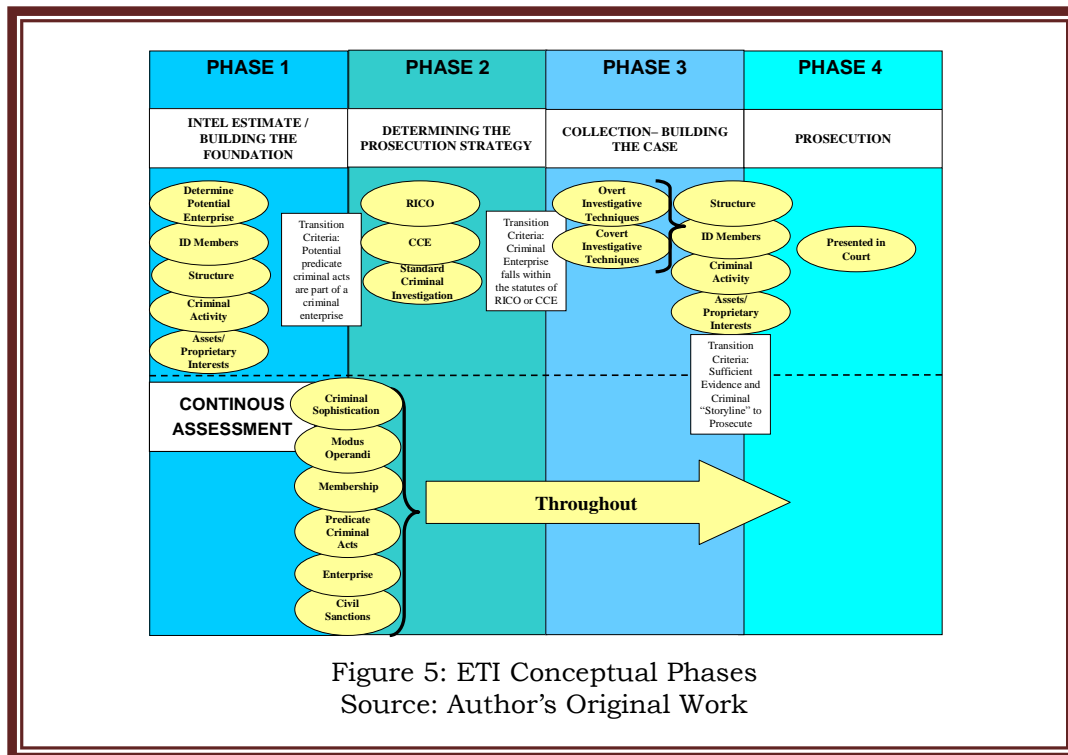 PHASE 1
PHASE 2
PHASE 3
PHASE 4
INTEL ESTIMATE /
BUILDING THE
FOUNDATION
DETERMINING THE
PROSECUTION STRATEGY
COLLECTION– BUILDING
THE CASE
PROSECUTION
Determine
Potential
Enterprise
ID Members
Structure
Criminal
Activity
Assets/
Proprietary
Interests
Transition
Criteria:
Potential
predicate
criminal acts
are part of a
criminal
enterprise
RICO
CCE
Standard
Criminal
Investigation
Transition
Criteria:
Criminal
Enterprise
falls within
the statutes of
RICO or CCE
Overt
Investigative
Techniques
Covert
Investigative
Techniques
Structure
ID Members
Criminal
Activity
Assets/
Proprietary
Interests
Transition
Criteria:
Sufficient
Evidence and
Criminal
“Storyline” to
Prosecute
Presented in
Court
CONTINOUS
ASSESSMENT
Criminal
Sophistication
Modus
Operandi
Membership
Predicate
Criminal
Acts
Enterprise
Civil
Sanctions
Throughout
Figure 5: ETI Conceptual Phases
Source: Author’s Original Work